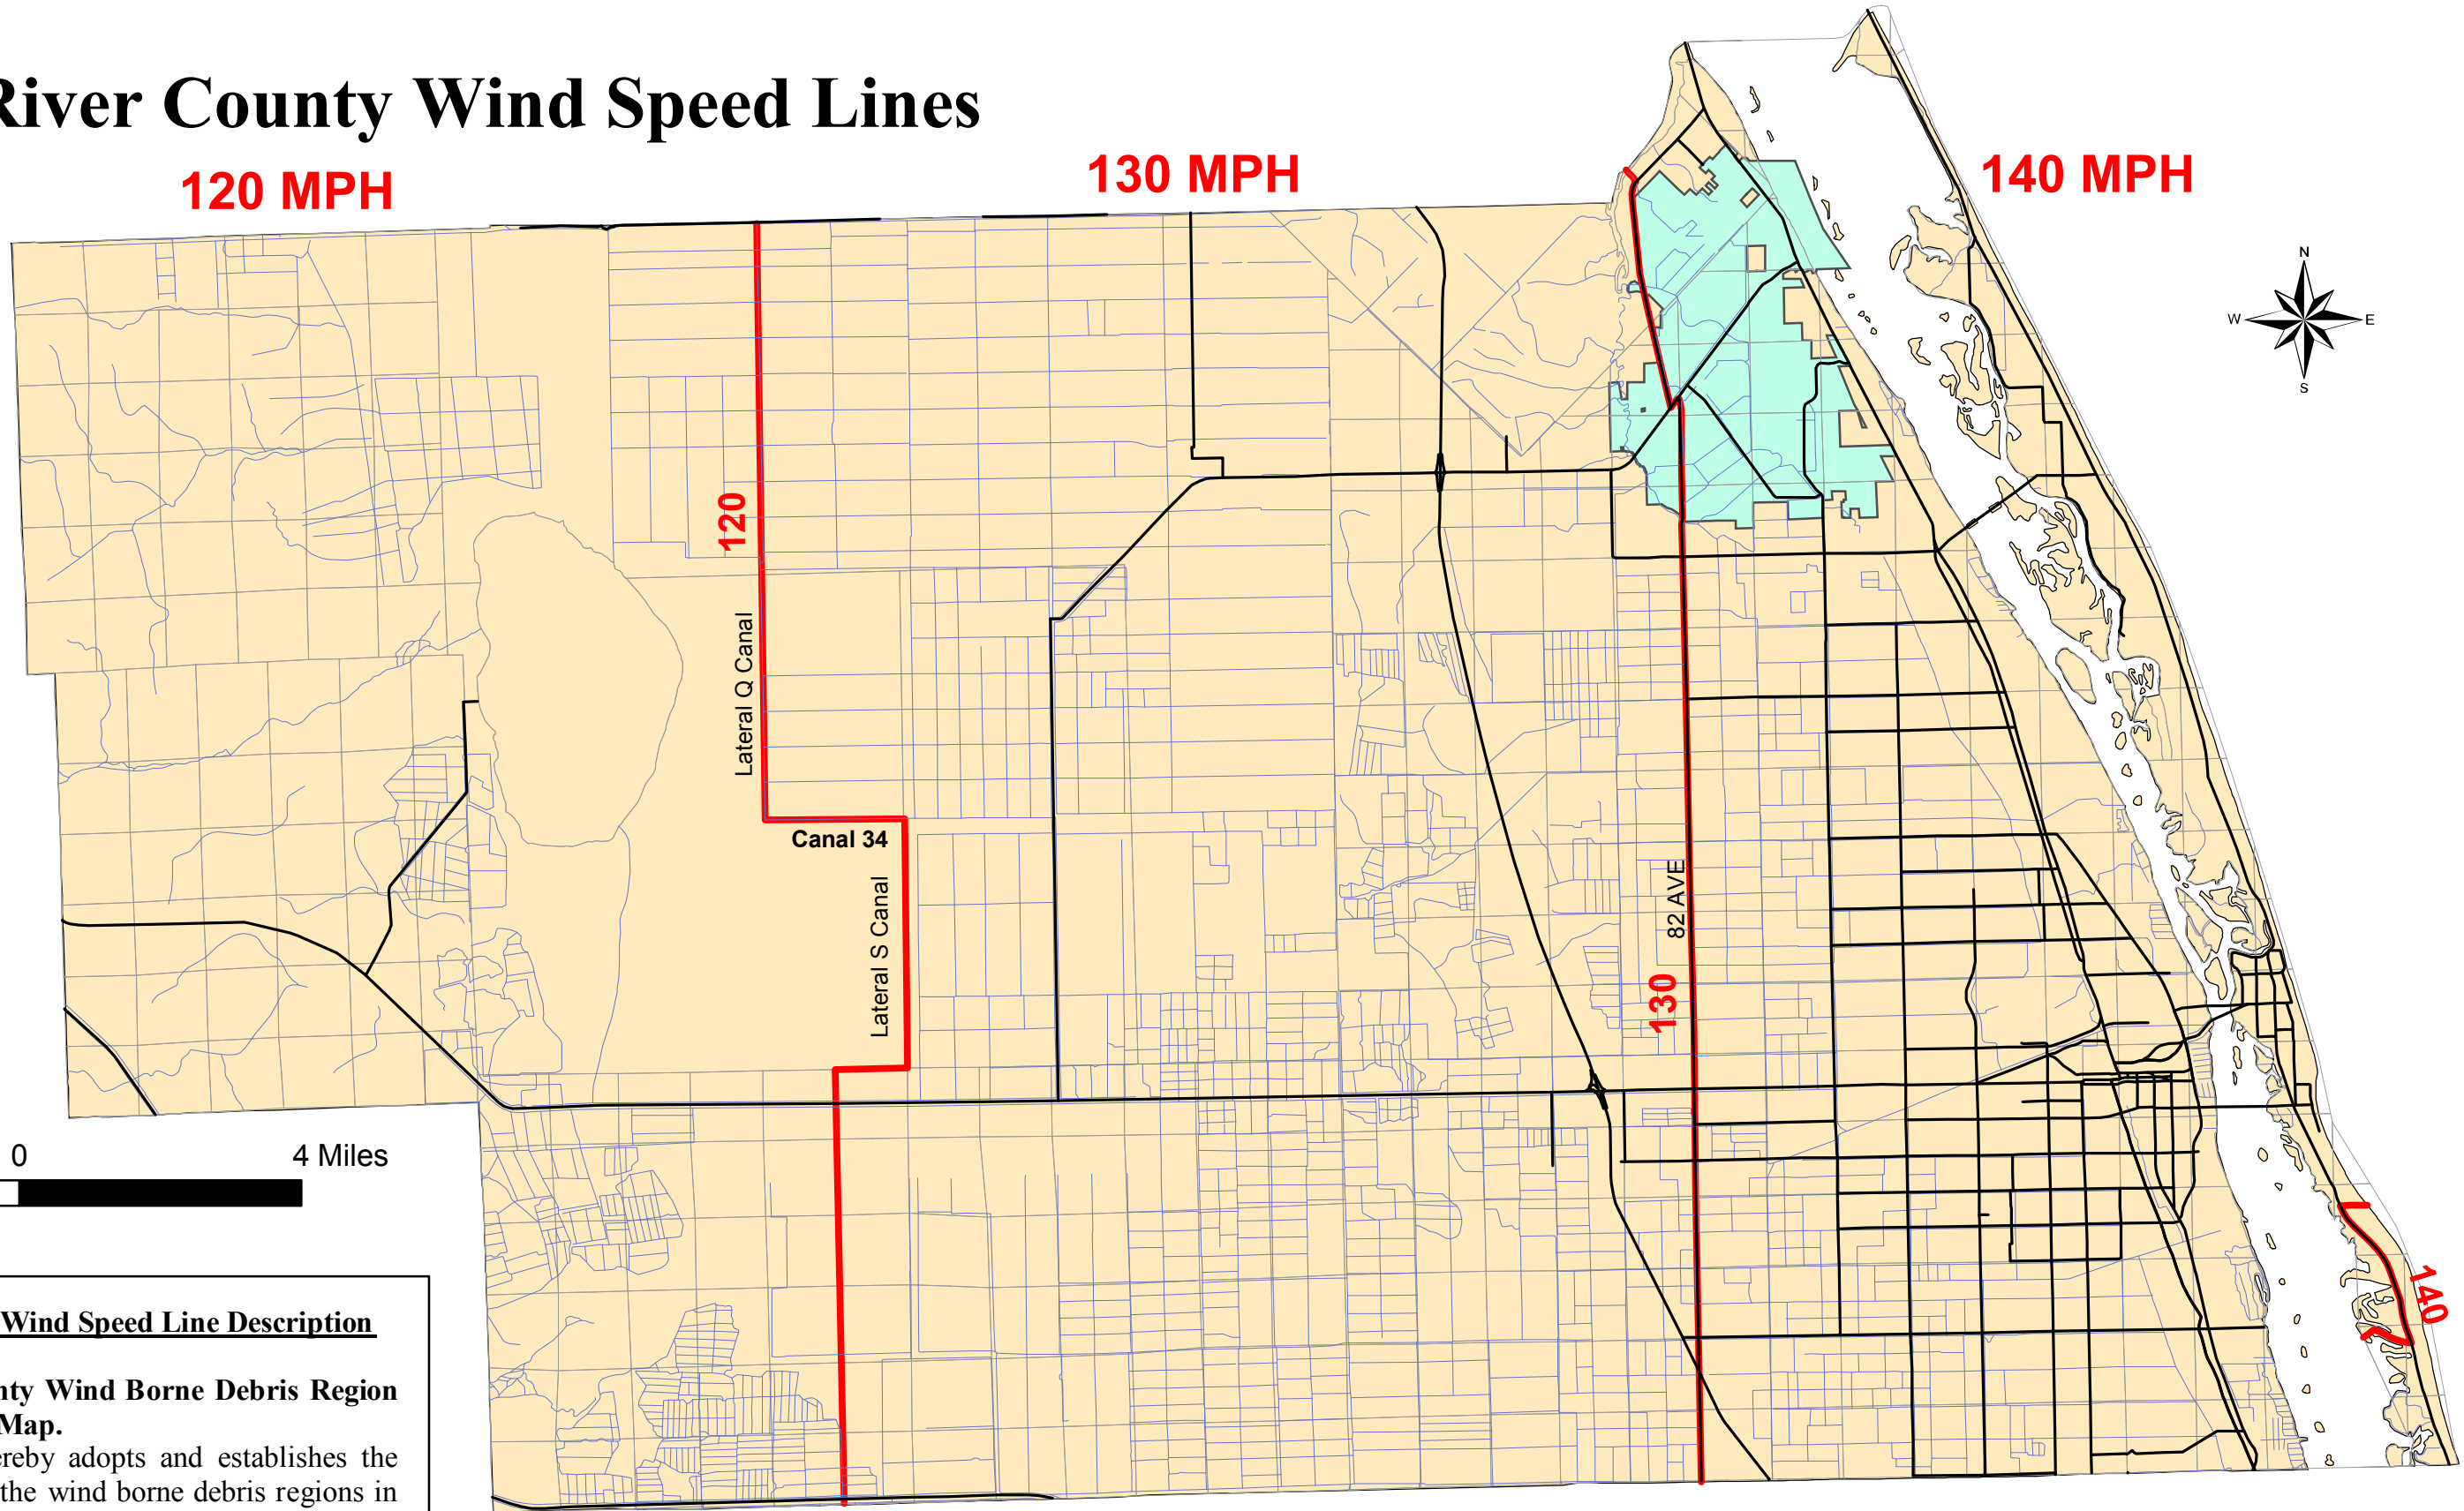 River County Wind Speed Lines
120 MPH
130 MPH
140 MPH
N
W
E
S
120
Lateral Q Canal
Canal 34
Lateral S Canal
82 AVE
130
140
0
4 Miles
Wind Speed Line Description
nty Wind Borne Debris Region
Map.
ereby adopts and establishes the
the wind borne debris regions in